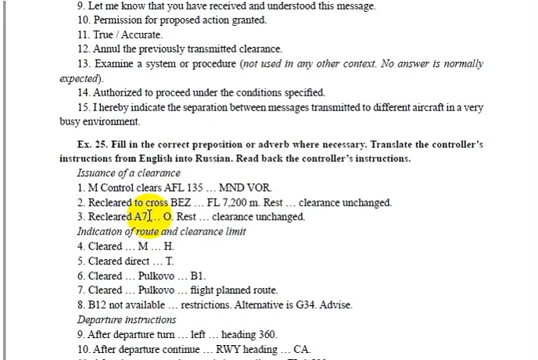 9. Let me know that you have received and understood this message.
10. Permission for proposed action granted.
11. True / Accurate.
12. Annul the previously transmitted clearance.
13. Examine a system or procedure (not used in any other context. No answer is normally
expected).
14. Authorized to proceed under the conditions specified.
15. I hereby indicate the separation between messages transmitted to different aircraft in a very
busy environment.
Ex. 25. Fill in the correct preposition or adverb where necessary. Translate the controller's
instructions from English into Russian. Read back the controller's instructions.
Issuance of a clearance
1. M Control clears AFL 135 … MND VOR.
2. Recleared to cross BEZ … FL 7,200 m. Rest … clearance unchanged.
3. Recleared A7 … O. Rest … clearance unchanged.
Indication of route and clearance limit
4. Cleared … M … H.
5. Cleared direct … T.
6. Cleared … Pulkovo … B1.
7. Cleared … Pulkovo … flight planned route.
8. B12 not available … restrictions. Alternative is G34. Advise.
Departure instructions
9. After departure turn … left … heading 360.
10. After departure continue … RWY heading … CA.